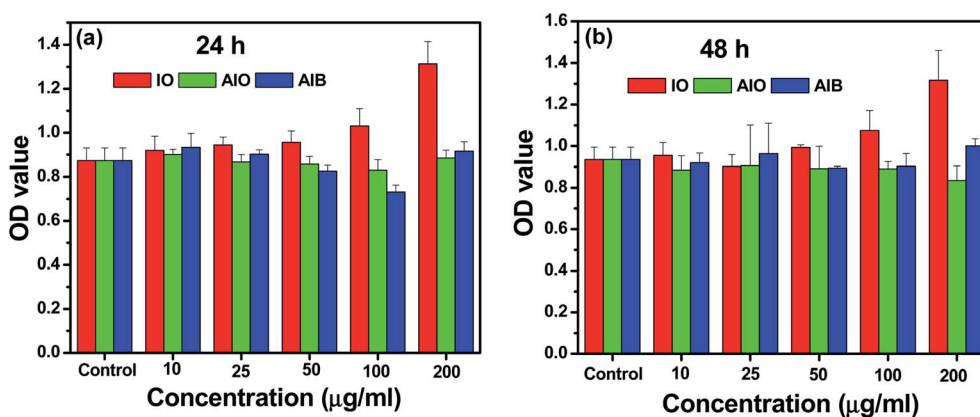 (a)
24 h
IO AIO AIB
OD value
1.4
1.2
1.0
0.8
0.6
0.4
0.2
0.0
Control 10 25 50 100 200
Concentration (μg/ml)
(b)
48 h
IO AIO AIB
OD value
1.6
1.4
1.2
1.0
0.8
0.6
0.4
0.2
0.0
Control 10 25 50 100 200
Concentration (μg/ml)